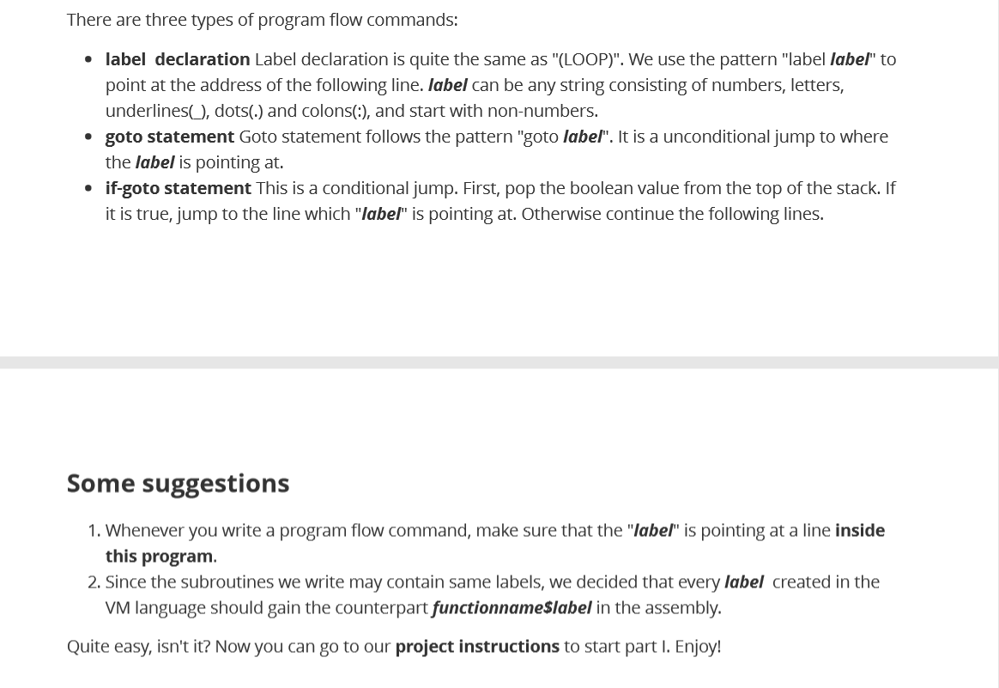 There are three types of program flow commands:
• label  declaration Label declaration is quite the same as "(LOOP)". We use the pattern "label label" to
point at the address of the following line. label can be any string consisting of numbers, letters,
underlines(_), dots(.) and colons(:), and start with non-numbers.
• goto statement Goto statement follows the pattern "goto label". It is a unconditional jump to where
the label is pointing at.
• if-goto statement This is a conditional jump. First, pop the boolean value from the top of the stack. If
it is true, jump to the line which "label" is pointing at. Otherwise continue the following lines.
Some suggestions
1. Whenever you write a program flow command, make sure that the "label" is pointing at a line inside
this program.
2. Since the subroutines we write may contain same labels, we decided that every label  created in the
VM language should gain the counterpart functionname$label in the assembly.
Quite easy, isn't it? Now you can go to our project instructions to start part I. Enjoy!